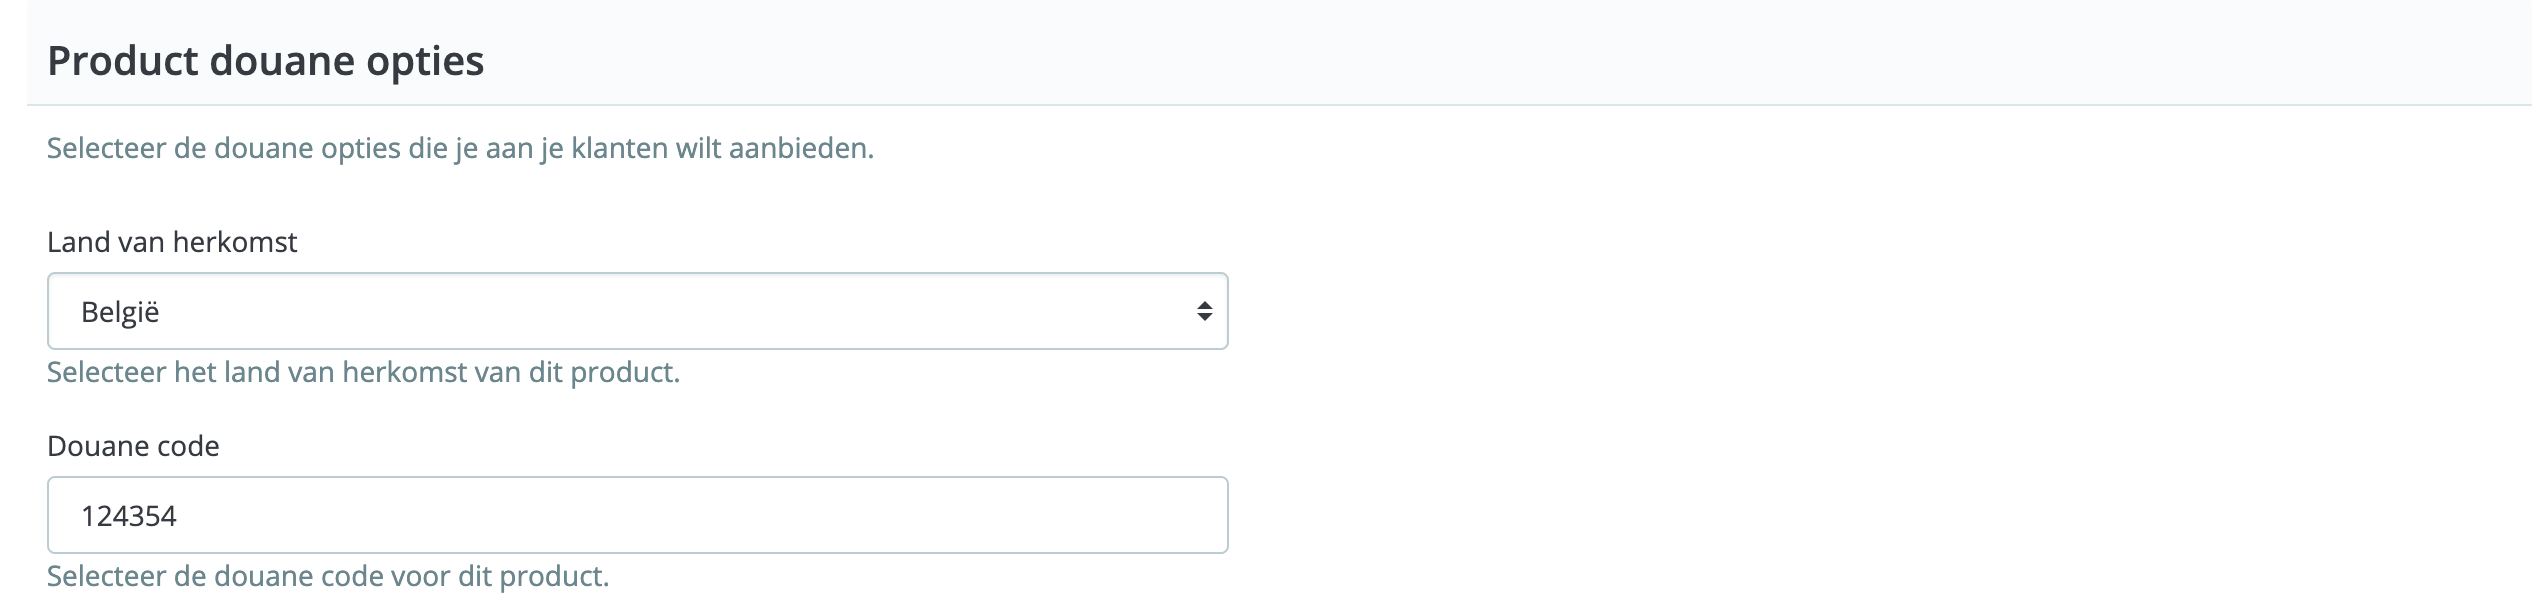 Product douane opties
Selecteer de douane opties die je aan je klanten wilt aanbieden.
Land van herkomst
België
Selecteer het land van herkomst van dit product.
Douane code
124354
Selecteer de douane code voor dit product.